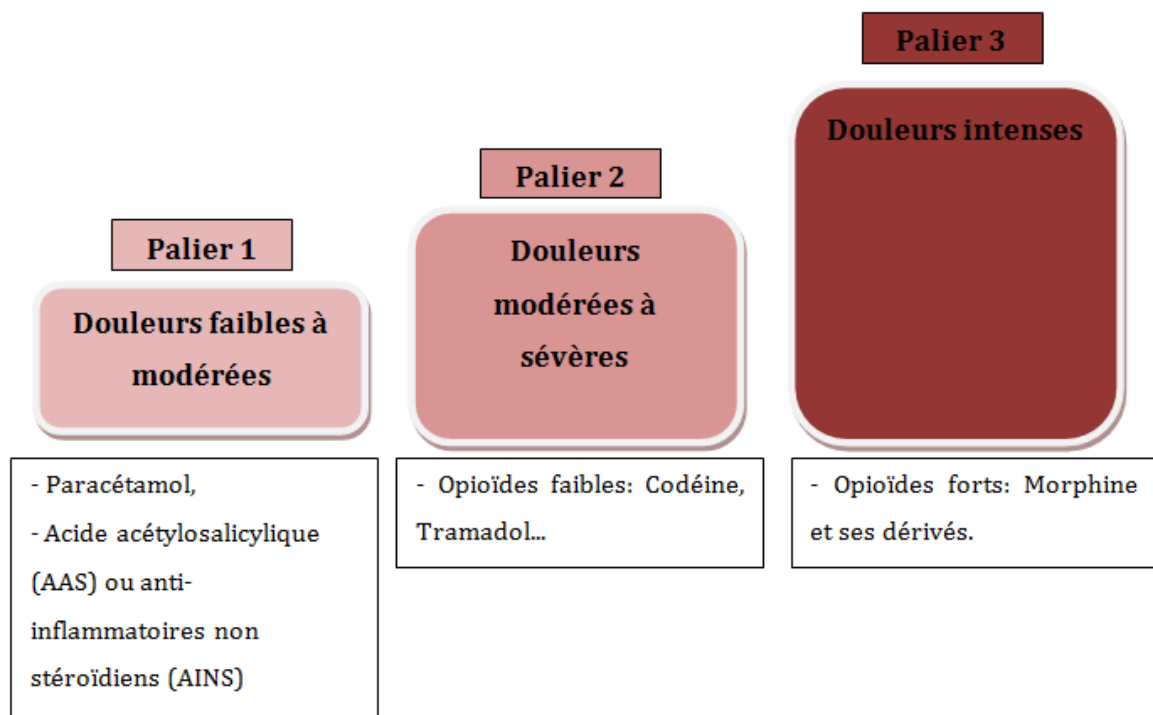 Palier 1
Douleurs faibles à
modérées
- Paracétamol,
- Acide acétylosalicylique
(AAS) ou anti-
inflammatoires non
stéroïdiens (AINS)
Palier 2
Douleurs
modérées à
sévères
- Opioïdes faibles: Codéine,
Tramadol...
Palier 3
Douleurs intenses
- Opioïdes forts: Morphine
et ses dérivés.